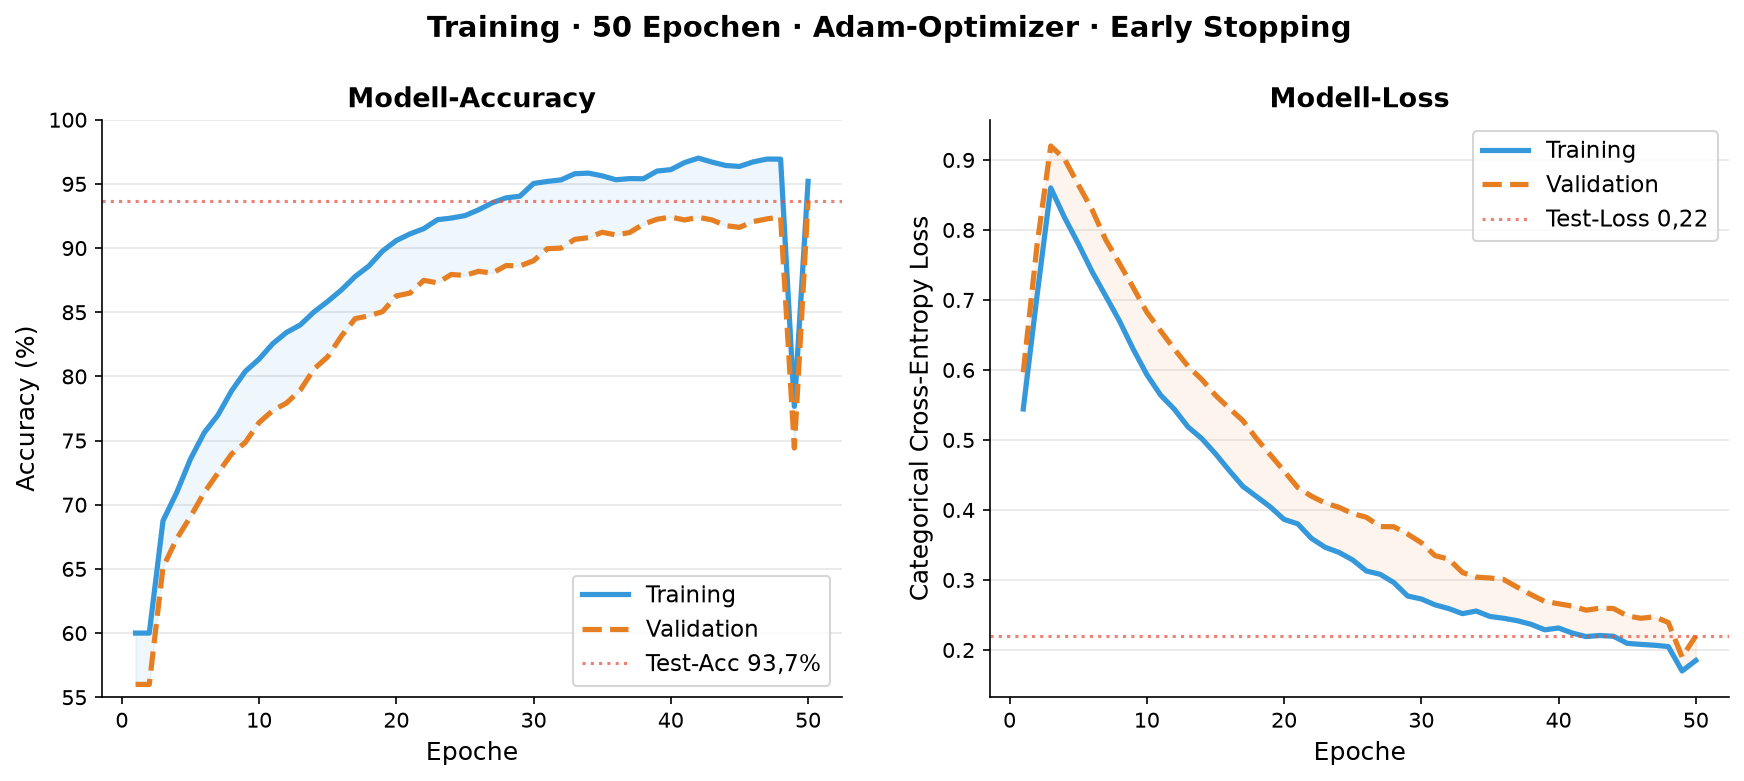 Training · 50 Epochen · Adam-Optimizer · Early Stopping
Modell-Accuracy
Accuracy (%)
100
95
90
85
80
75
70
65
60
55
0
10
20
30
40
50
Epoche
Training
Validation
Test-Acc 93,7%
Modell-Loss
Categorical Cross-Entropy Loss
0.9
0.8
0.7
0.6
0.5
0.4
0.3
0.2
0
10
20
30
40
50
Epoche
Training
Validation
Test-Loss 0,22